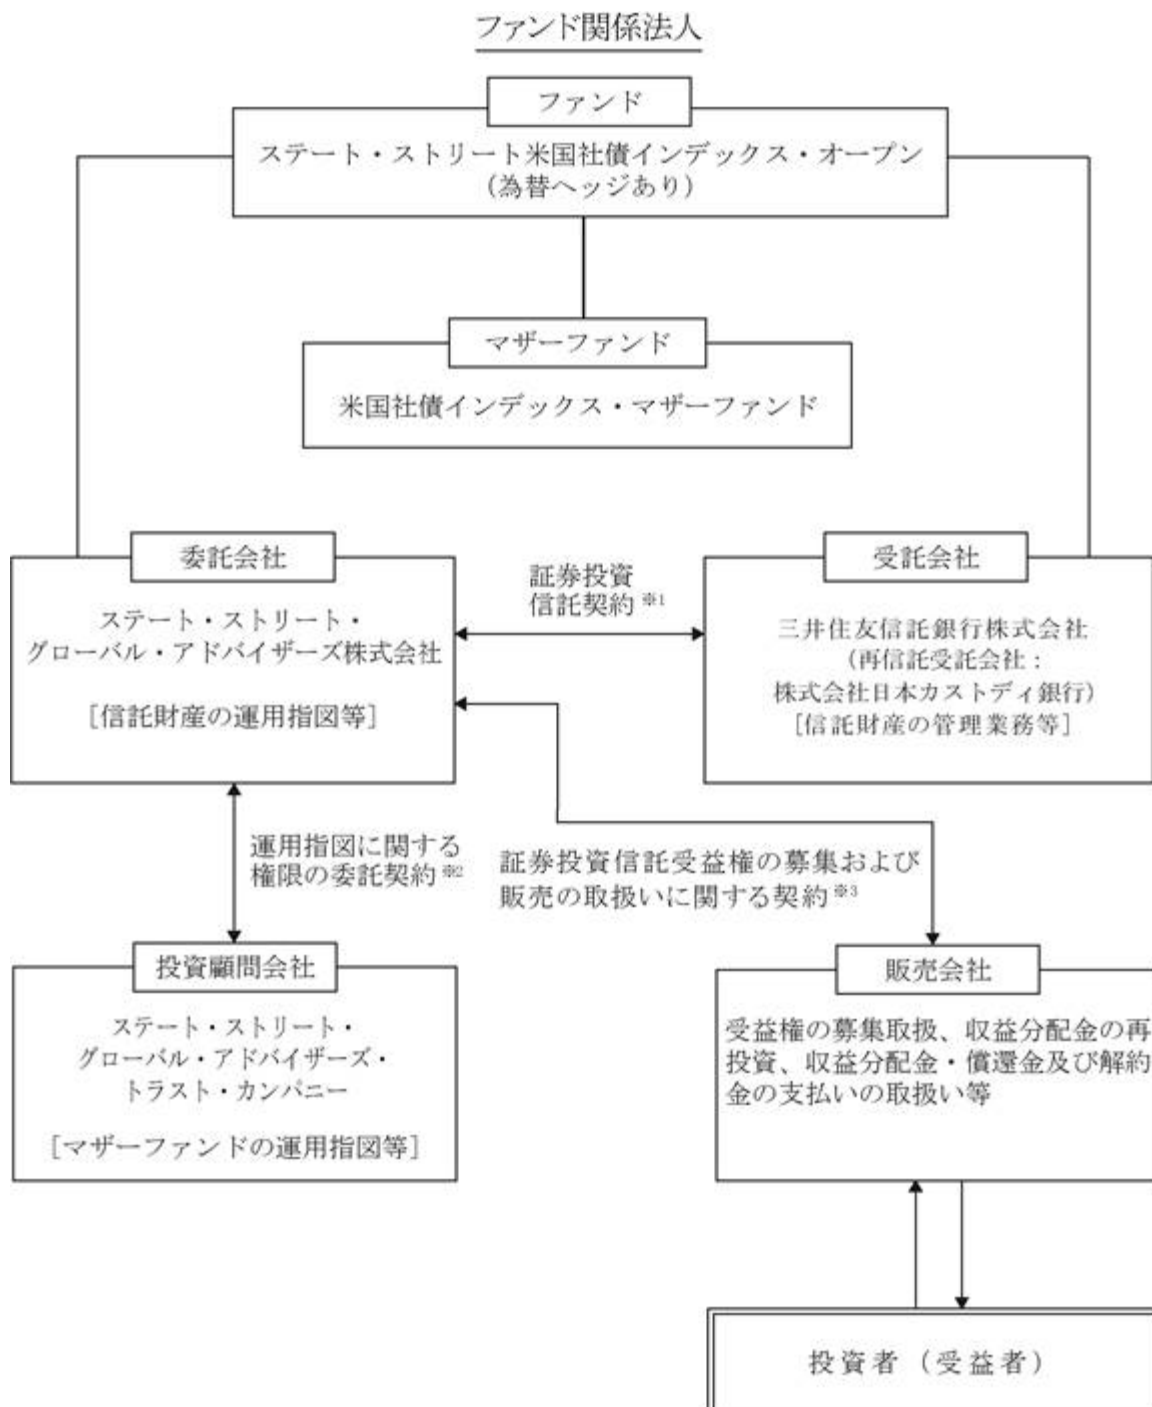 ファンド関係法人
ファンド
ステート・ストリート米国社債インデックス・オープン
（為替ヘッジあり）
マザーファンド
米国社債インデックス・マザーファンド
委託会社
ステート・ストリート・
グローバル・アドバイザーズ株式会社
［信託財産の運用指図等］
証券投資
信託契約※1
受託会社
三井住友信託銀行株式会社
（再信託受託会社：
株式会社日本カストディ銀行）
［信託財産の管理業務等］
運用指図に関する
権限の委託契約※2
証券投資信託受益権の募集および
販売の取扱いに関する契約※3
投資顧問会社
ステート・ストリート・
グローバル・アドバイザーズ・
トラスト・カンパニー
［マザーファンドの運用指図等］
販売会社
受益権の募集取扱、収益分配金の再
投資、収益分配金・償還金及び解約
金の支払いの取扱い等
投資者（受益者）